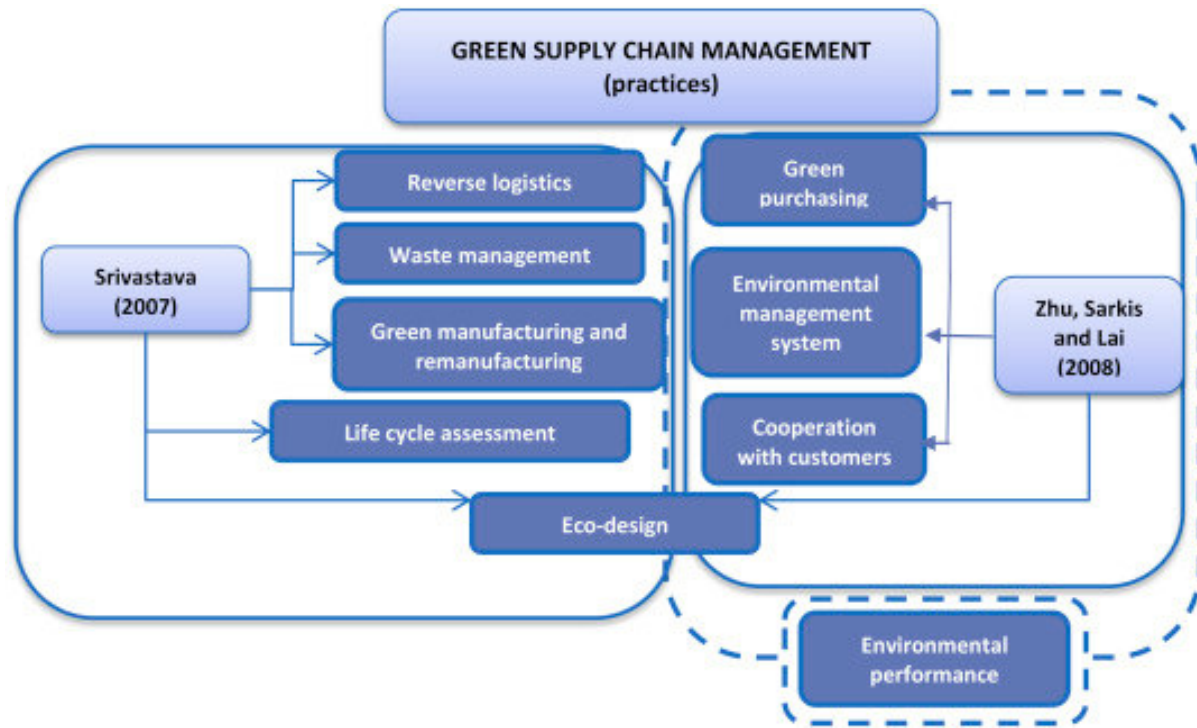 GREEN SUPPLY CHAIN MANAGEMENT
(practices)
Reverse logistics
Waste management
Srivastava
(2007)
Green manufacturing and
remanufacturing
Life cycle assessment
Green
purchasing
Environmental
management
system
Zhu, Sarkis
and Lai
(2008)
Cooperation
with customers
Eco-design
Environmental
performance